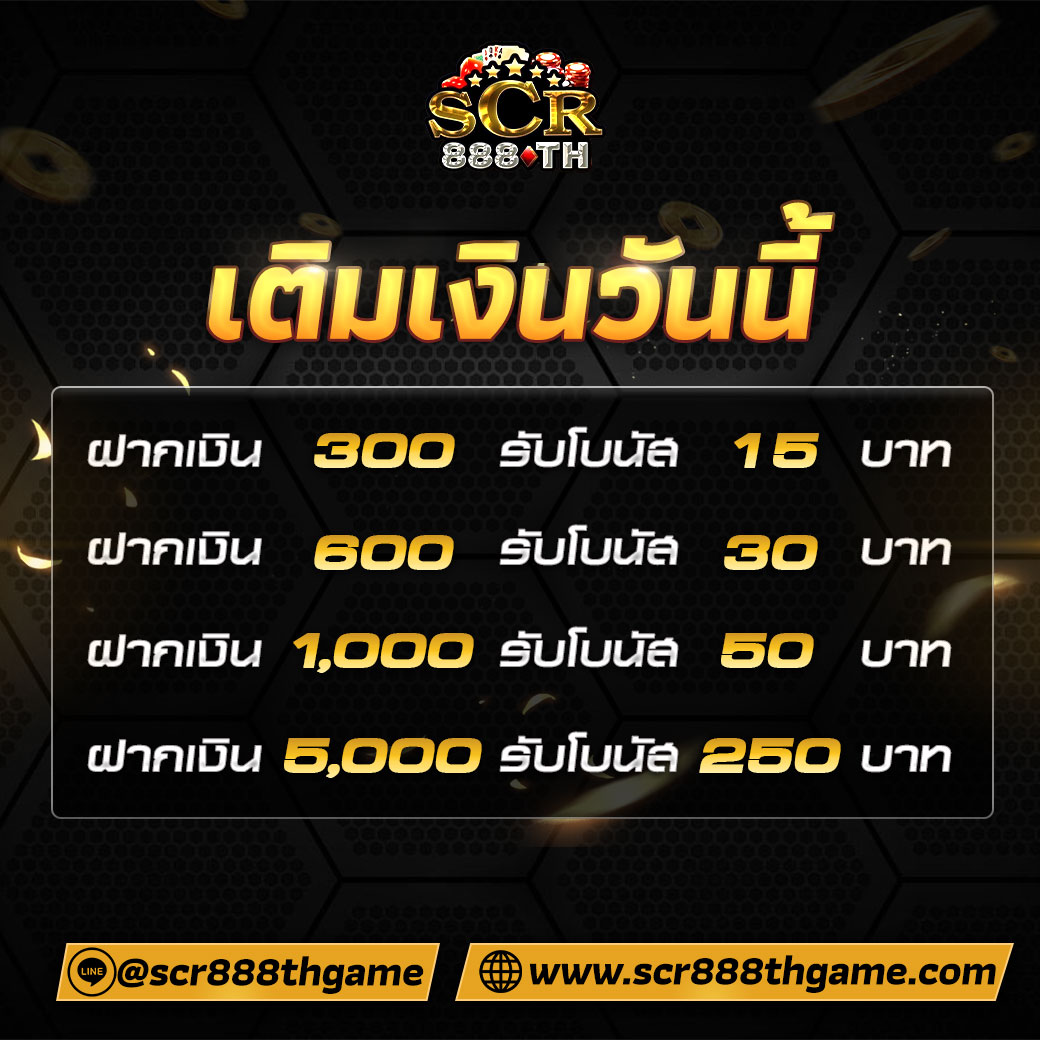 SCR
888♦TH
เติมเงินวันนี้
ฝากเงิน 300 รับโบนัส 15 บาท
ฝากเงิน 600 รับโบนัส 30 บาท
ฝากเงิน 1,000 รับโบนัส 50 บาท
ฝากเงิน 5,000 รับโบนัส 250 บาท
LINE @scr888thgame
www.scr888thgame.com